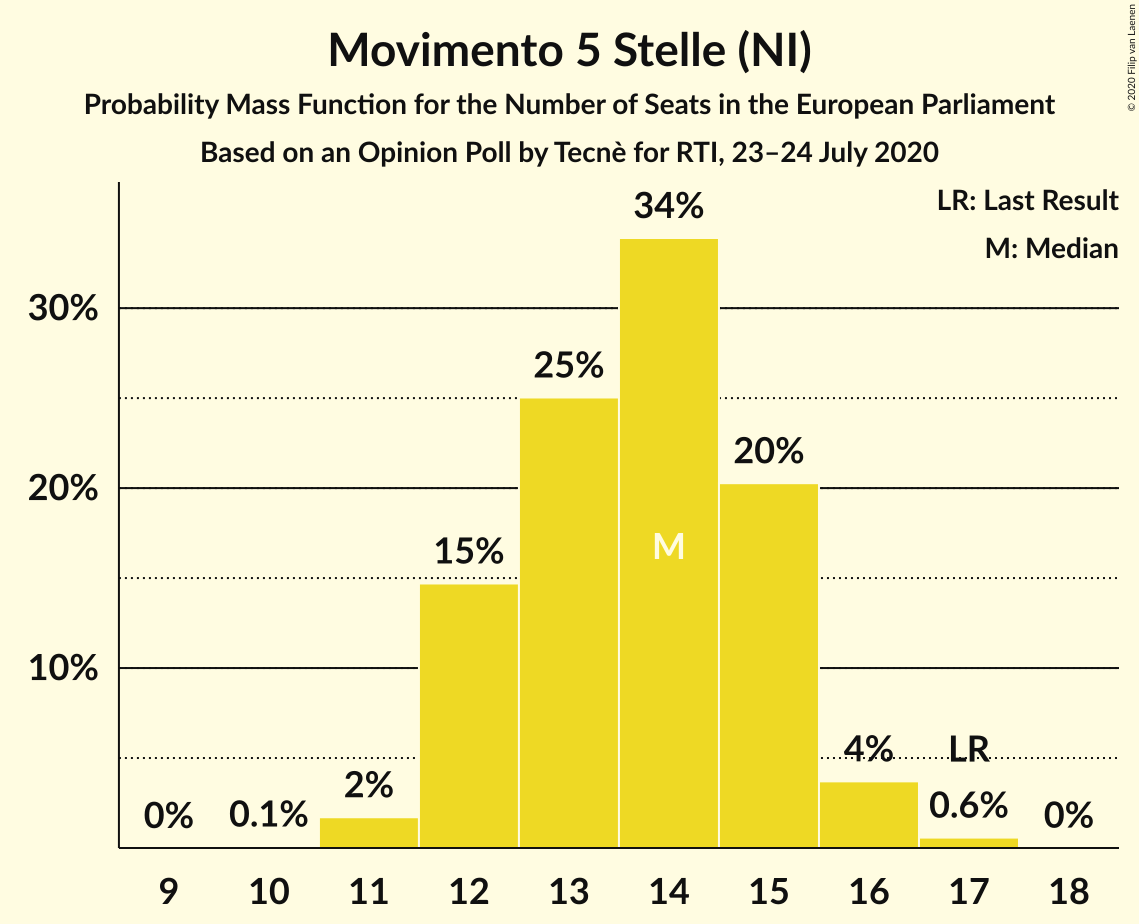 Movimento 5 Stelle (NI)
Probability Mass Function for the Number of Seats in the European Parliament
Based on an Opinion Poll by Tecnè for RTI, 23–24 July 2020
© 2020 Filip van Laenen
LR: Last Result
M: Median
34%
30%
25%
20%
20%
M
15%
10%
4%
LR
2%
0%
0.1%
0.6%
0%
9 10 11 12 13 14 15 16 17 18